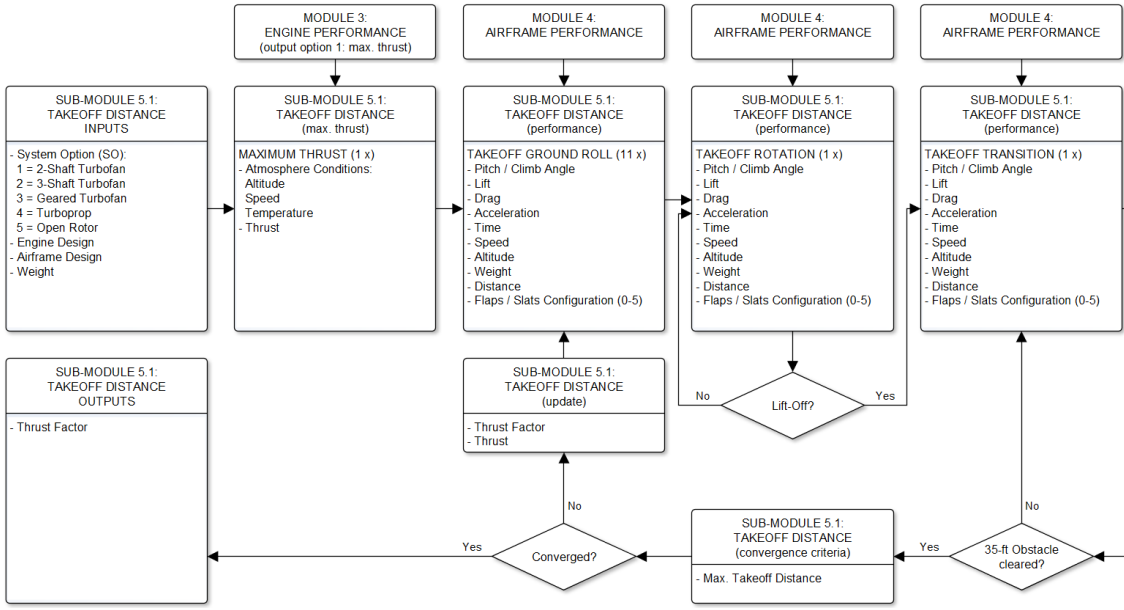 MODULE 3:
ENGINE PERFORMANCE
(output option 1: max. thrust)
MODULE 4:
AIRFRAME PERFORMANCE
MODULE 4:
AIRFRAME PERFORMANCE
MODULE 4:
AIRFRAME PERFORMANCE
SUB-MODULE 5.1:
TAKEOFF DISTANCE
INPUTS
- System Option (SO):
1 = 2-Shaft Turbofan
2 = 3-Shaft Turbofan
3 = Geared Turbofan
4 = Turboprop
5 = Open Rotor
- Engine Design
- Airframe Design
- Weight
SUB-MODULE 5.1:
TAKEOFF DISTANCE
(max. thrust)
MAXIMUM THRUST (1 x)
- Atmosphere Conditions:
Altitude
Speed
Temperature
- Thrust
SUB-MODULE 5.1:
TAKEOFF DISTANCE
(performance)
TAKEOFF GROUND ROLL (11 x)
- Pitch / Climb Angle
- Lift
- Drag
- Acceleration
- Time
- Speed
- Altitude
- Weight
- Distance
- Flaps / Slats Configuration (0-5)
SUB-MODULE 5.1:
TAKEOFF DISTANCE
(performance)
TAKEOFF ROTATION (1 x)
- Pitch / Climb Angle
- Lift
- Drag
- Acceleration
- Time
- Speed
- Altitude
- Weight
- Distance
- Flaps / Slats Configuration (0-5)
SUB-MODULE 5.1:
TAKEOFF DISTANCE
(performance)
TAKEOFF TRANSITION (1 x)
- Pitch / Climb Angle
- Lift
- Drag
- Acceleration
- Time
- Speed
- Altitude
- Weight
- Distance
- Flaps / Slats Configuration (0-5)
SUB-MODULE 5.1:
TAKEOFF DISTANCE
OUTPUTS
- Thrust Factor
SUB-MODULE 5.1:
TAKEOFF DISTANCE
(update)
- Thrust Factor
- Thrust
No
Lift-Off?
Yes
No
No
Yes
Converged?
SUB-MODULE 5.1:
TAKEOFF DISTANCE
(convergence criteria)
- Max. Takeoff Distance
Yes
35-ft Obstacle
cleared?